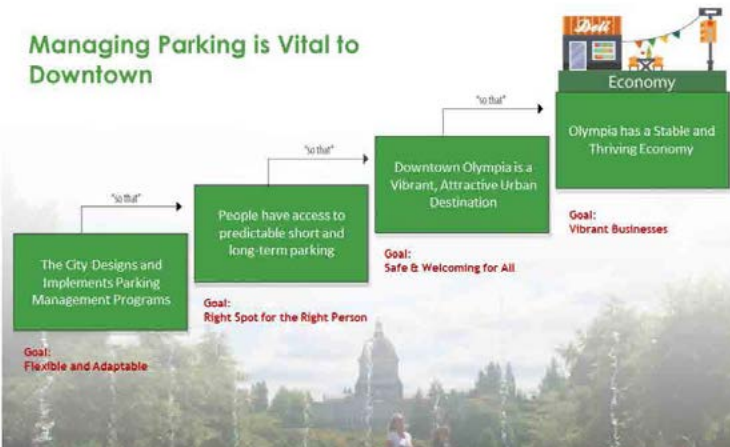 Managing Parking is Vital to
Downtown
Deli
Economy
"so that"
Olympia has a Stable and
Thriving Economy
"so that"
Downtown Olympia is a
Vibrant, Attractive Urban
Destination
Goal:
Vibrant Businesses
"so that"
People have access to
predictable short and
long-term parking
Goal:
Safe & Welcoming for All
The City Designs and
Implements Parking
Management Programs
Goal:
Right Spot for the Right Person
Goal:
Flexible and Adaptable